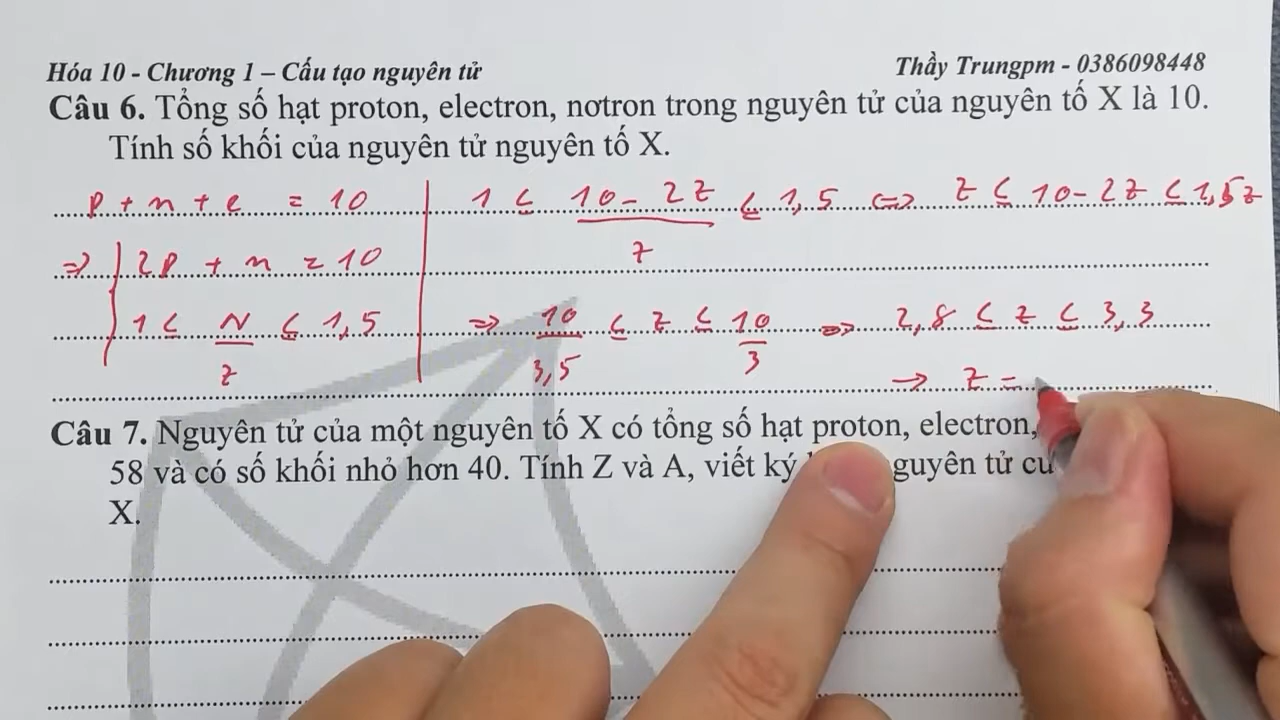 Hóa 10 - Chương 1 – Cấu tạo nguyên tử
Thầy Trungpm - 0386098448
Câu 6. Tổng số hạt proton, electron, nơtron trong nguyên tử của nguyên tố X là 10.
Tính số khối của nguyên tử nguyên tố X.
p + n + e = 10
=> 2p + n = 10
1 ≤ N/Z ≤ 1,5
1 ≤ (10 - 2Z)/Z ≤ 1,5 <=> Z ≤ 10 - 2Z ≤ 1,5Z
=> 10/3,5 ≤ Z ≤ 10/3 => 2,8 ≤ Z ≤ 3,3
→ Z =
Câu 7. Nguyên tử của một nguyên tố X có tổng số hạt proton, electron,
58 và có số khối nhỏ hơn 40. Tính Z và A, viết ký guyên tử
X.